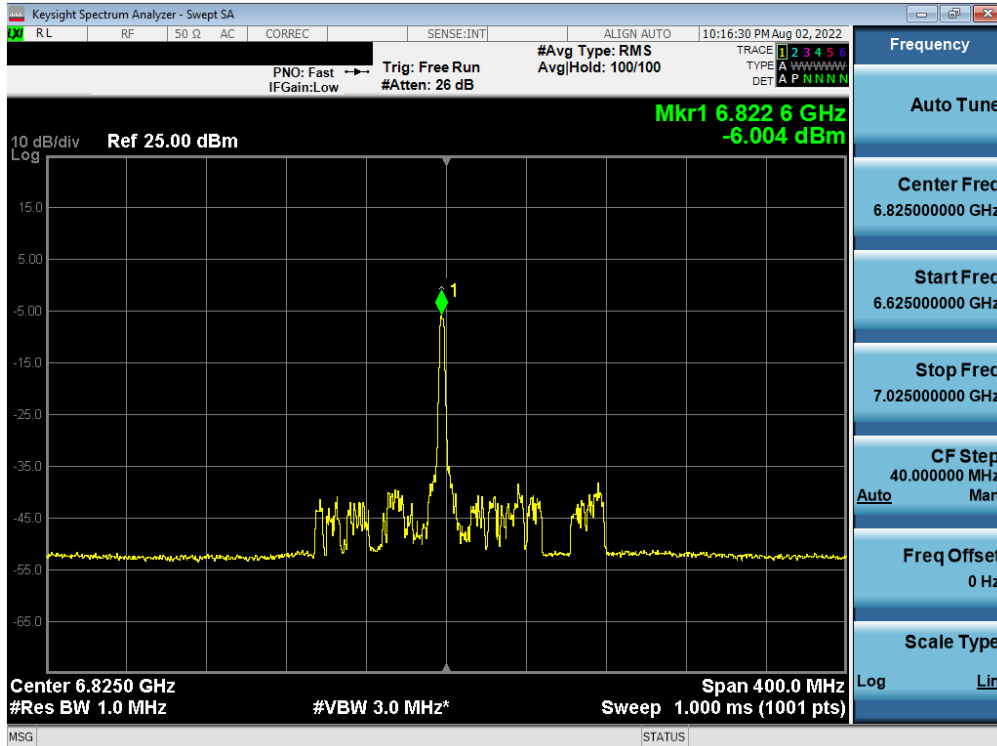 Keysight Spectrum Analyzer - Swept SA
LXI RL RF 50 Ω AC CORREC SENSE:INT ALIGN AUTO 10:16:30 PM Aug 02, 2022
PNO: Fast
IFGain:Low
Trig: Free Run
#Atten: 26 dB
#Avg Type: RMS
Avg|Hold: 100/100
TRACE 1 2 3 4 5 6
TYPE A WWWWW
DET A P N N N N
Mkr1 6.822 6 GHz
-6.004 dBm
10 dB/div Ref 25.00 dBm
Log
15.0
5.00
-5.00
-15.0
-25.0
-35.0
-45.0
-55.0
-65.0
1
Center 6.8250 GHz Span 400.0 MHz
#Res BW 1.0 MHz #VBW 3.0 MHz* Sweep 1.000 ms (1001 pts)
MSG STATUS
Frequency
Auto Tune
Center Freq
6.825000000 GHz
Start Freq
6.625000000 GHz
Stop Freq
7.025000000 GHz
CF Step
40.000000 MHz
Auto Man
Freq Offset
0 Hz
Scale Type
Log Lin